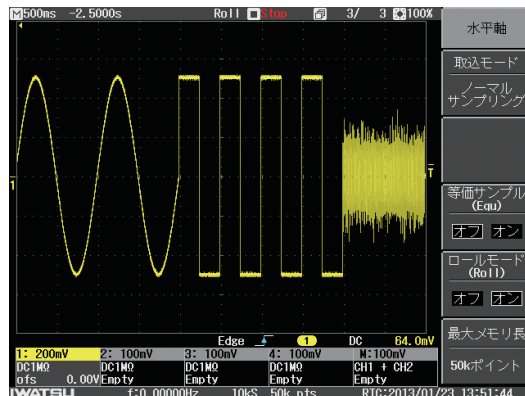 M500ms -2.5000s Roll Stop 3/ 3 100%
水平軸
取込モード
ノーマル
サンプリング
T
1
等価サンプル
(Equ)
オフ オン
ロールモード
(Roll)
オフ オン
Edge 1 DC 64.0mV
最大メモリ長
50kポイント
1: 200mV 2: 100mV 3: 100mV 4: 100mV M:100mV
DC1MΩ DC1MΩ DC1MΩ DC1MΩ CH1 + CH2
ofs 0.00V Empty Empty Empty Empty
IWATSU f:0.00000Hz 10kS 50k pts RTC:2013/01/23 13:51:44